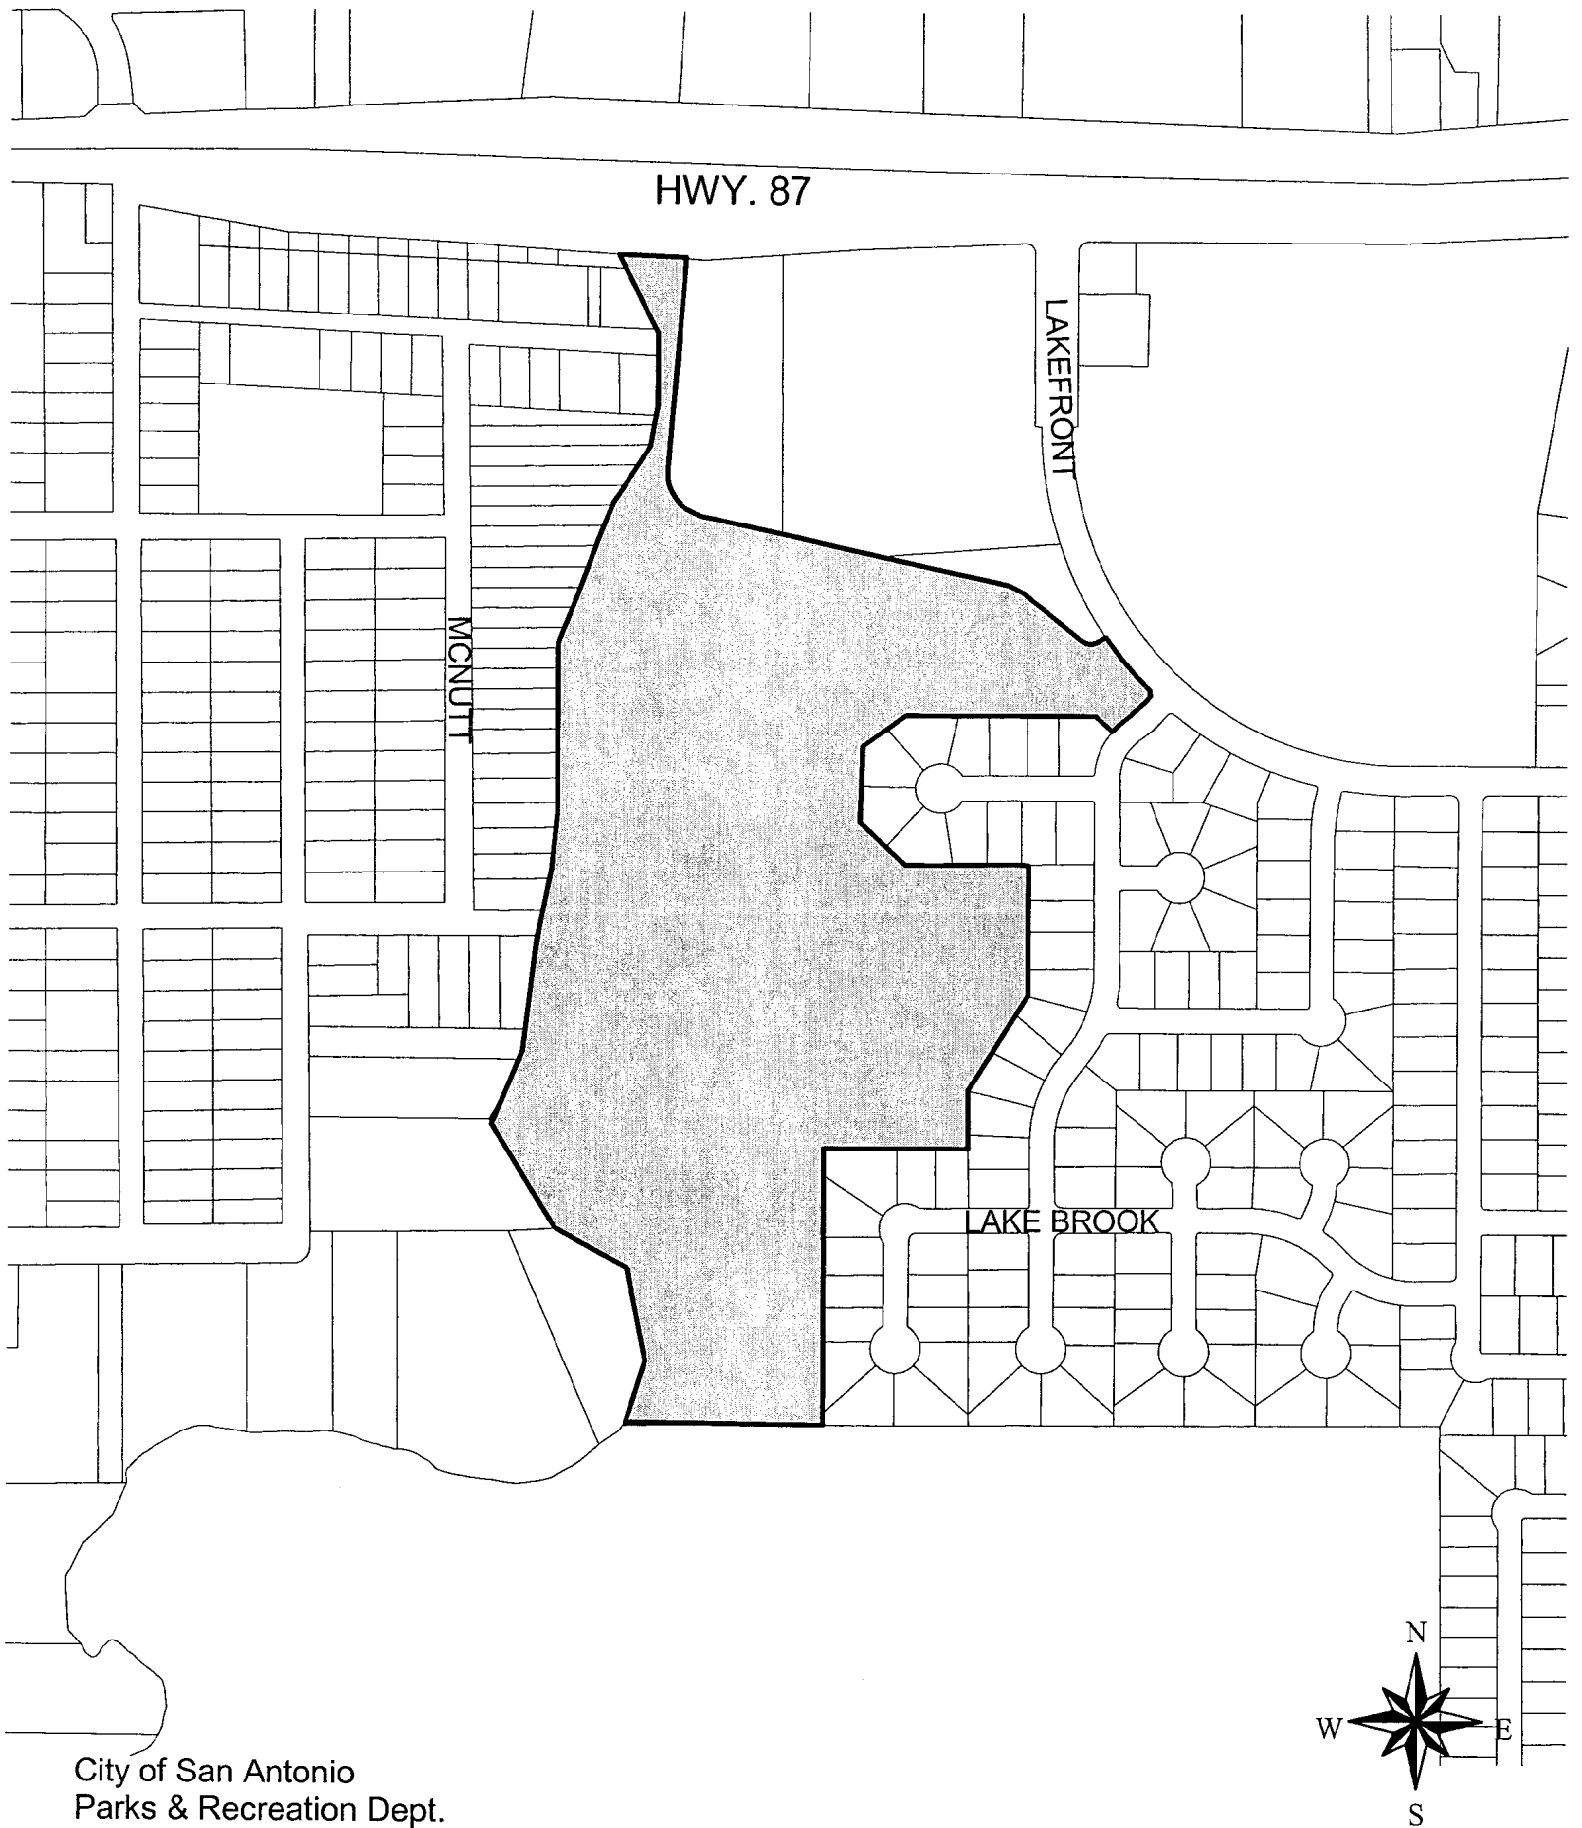 HWY. 87
LAKEFRONT
MCNUTT
LAKE BROOK
N
W
E
S
City of San Antonio
Parks & Recreation Dept.